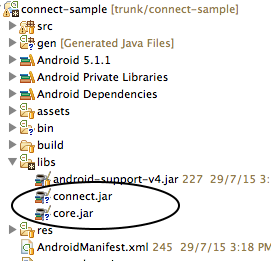 connect-sample [trunk/connect-sample]
src
gen [Generated Java Files]
Android 5.1.1
Android Private Libraries
Android Dependencies
assets
bin
build
libs
android-support-v4.jar 227 29/7/15 3:
connect.jar
core.jar
res
AndroidManifest.xml 245 29/7/15 3:18 P